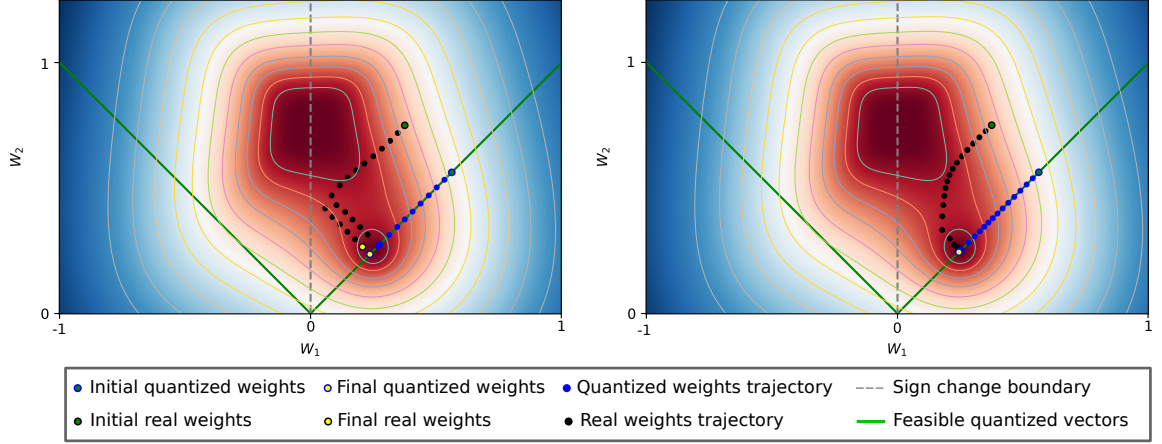 1
1
W2
W2
0
0
-1
0
1
-1
0
1
W1
W1
Initial quantized weights
Final quantized weights
Quantized weights trajectory
Sign change boundary
Initial real weights
Final real weights
Real weights trajectory
Feasible quantized vectors